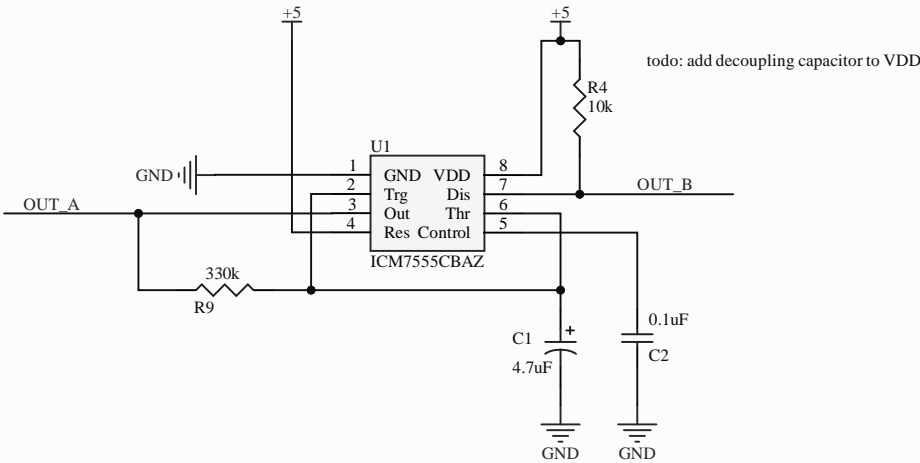 +5
+5
todo: add decoupling capacitor to VDD
R4
10k
U1
GND
1
8
GND VDD
2
7
Trg Dis
OUT_B
OUT_A
3
6
Out Thr
4
5
Res Control
ICM7555CBAZ
330k
R9
0.1uF
C1
+
C2
4.7uF
GND
GND